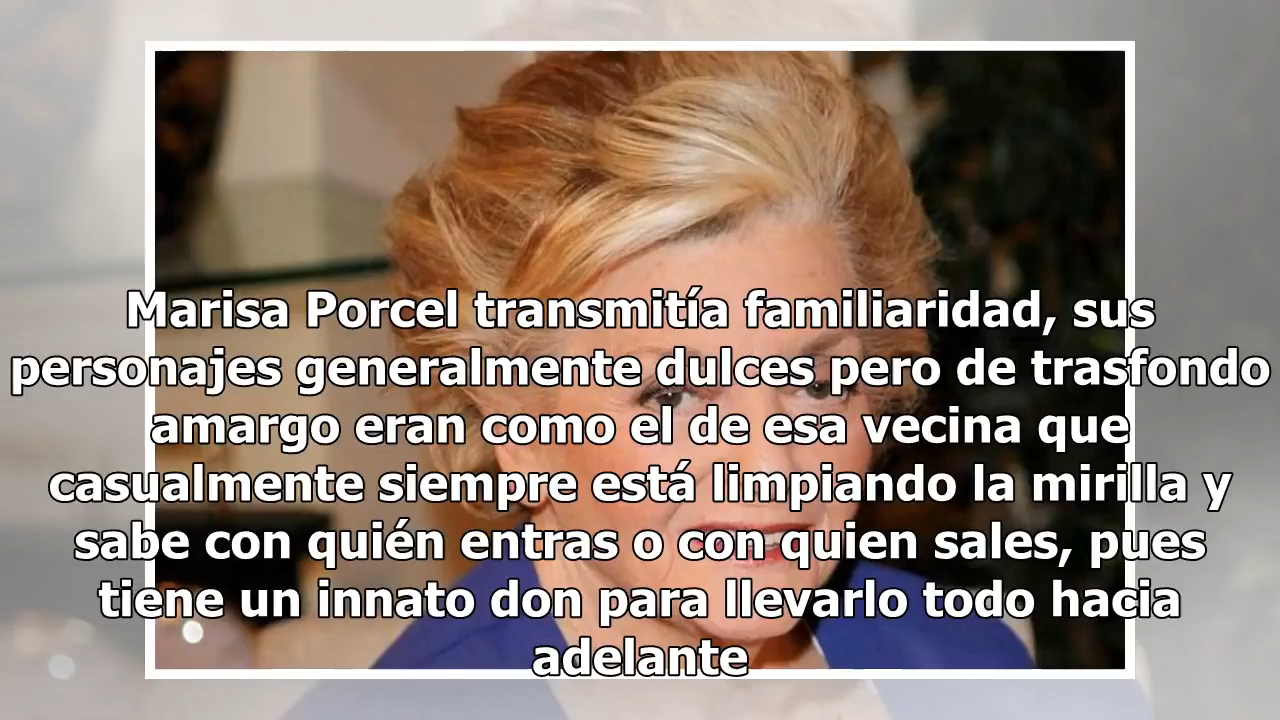 Marisa Porcel transmitía familiaridad, sus
personajes generalmente dulces pero de trasfondo
amargo eran como el de esa vecina que
casualmente siempre está limpiando la mirilla y
sabe con quién entras o con quien sales, pues
tiene un innato don para llevarlo todo hacia
adelante